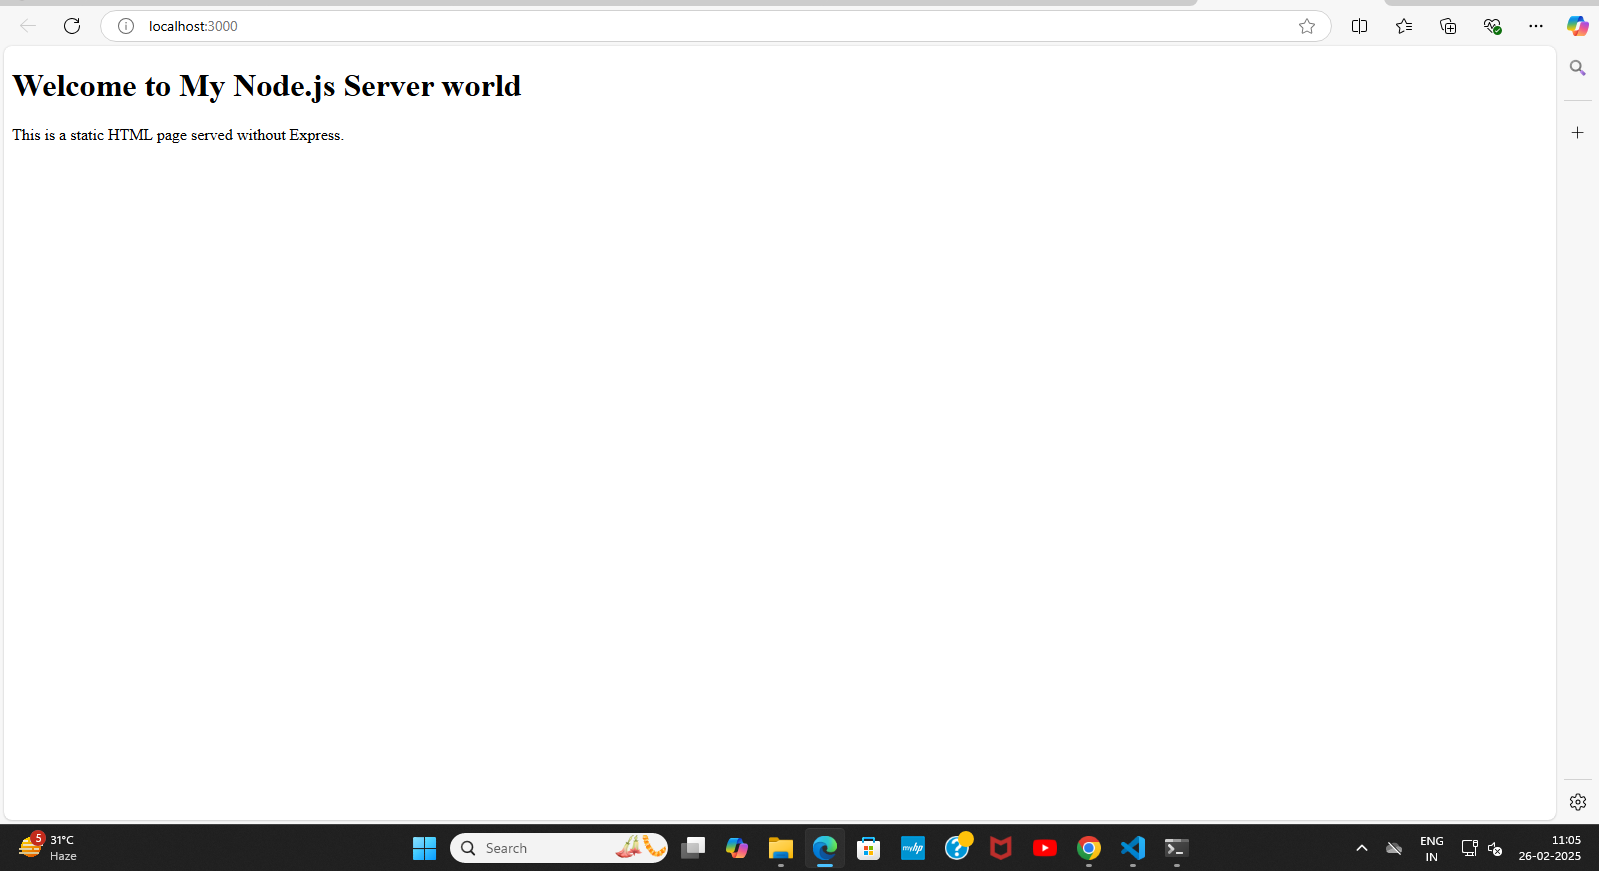 localhost:3000
Welcome to My Node.js Server world
This is a static HTML page served without Express.
5
31°C
Haze
Search
myhp
ENG
IN
11:05
26-02-2025